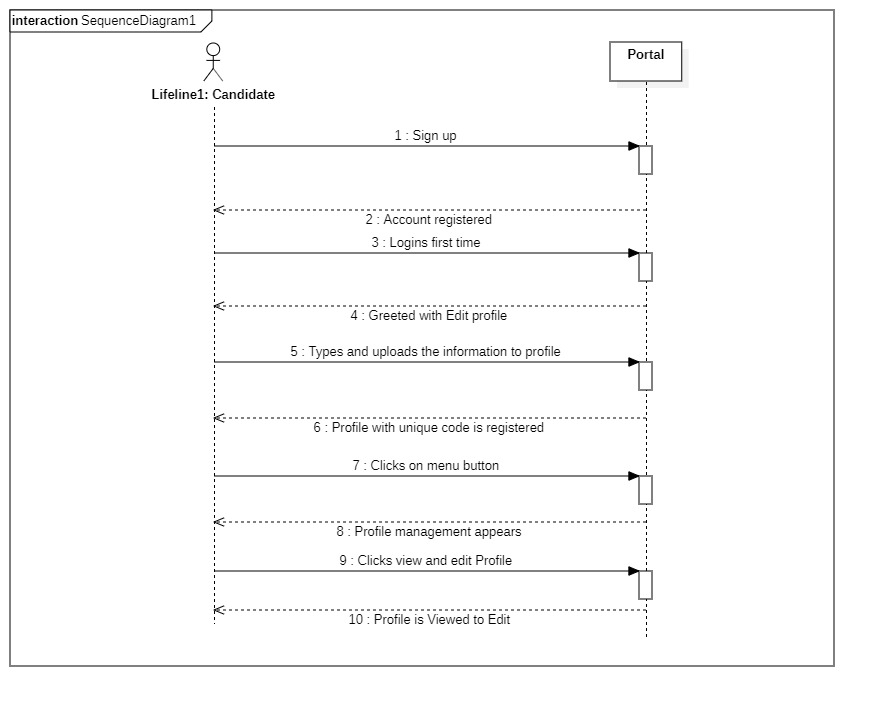 interaction SequenceDiagram1
Portal
Lifeline1: Candidate
1 : Sign up
2 : Account registered
3 : Logins first time
4 : Greeted with Edit profile
5 : Types and uploads the information to profile
6 : Profile with unique code is registered
7 : Clicks on menu button
8 : Profile management appears
9 : Clicks view and edit Profile
10 : Profile is Viewed to Edit